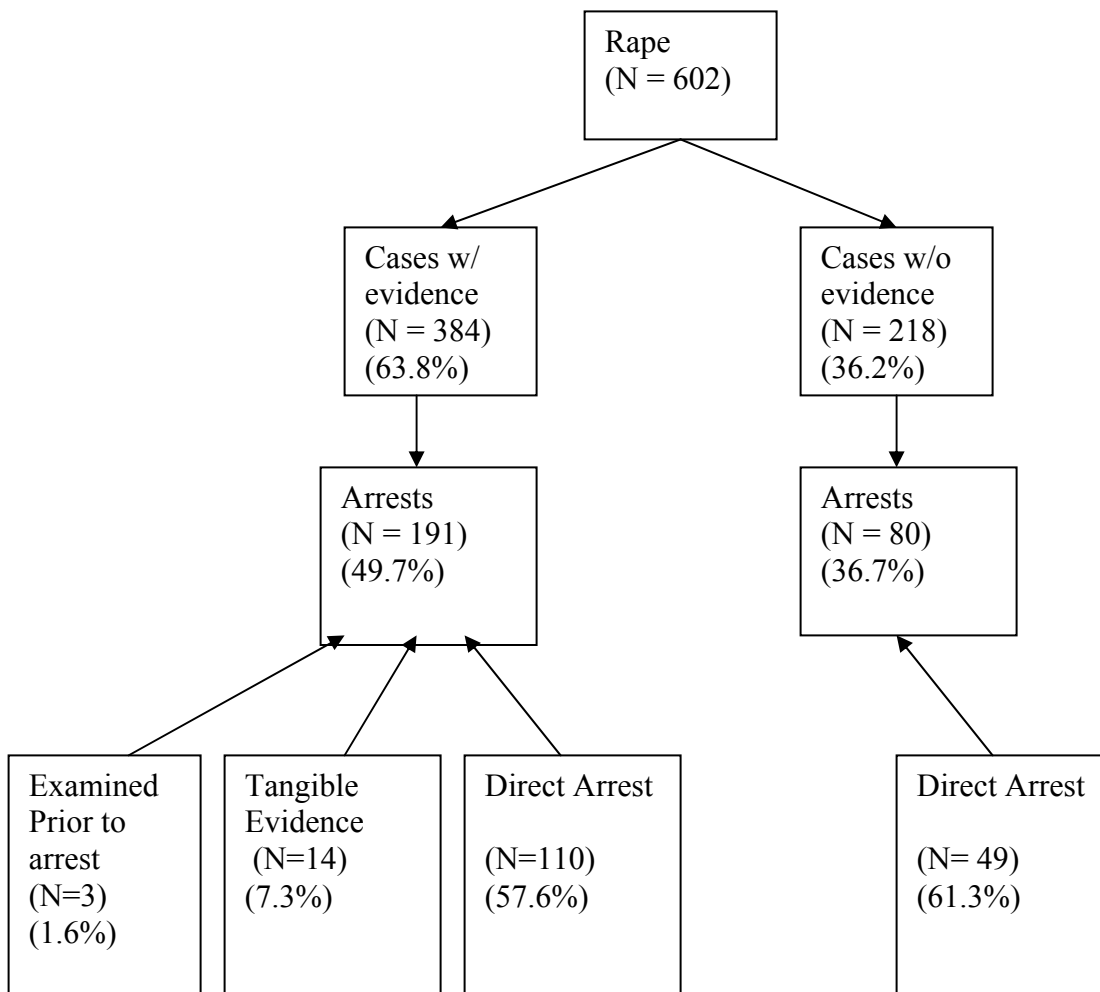 Rape
(N = 602)
Cases w/
evidence
(N = 384)
(63.8%)
Cases w/o
evidence
(N = 218)
(36.2%)
Arrests
(N = 191)
(49.7%)
Arrests
(N = 80)
(36.7%)
Examined
Prior to
arrest
(N=3)
(1.6%)
Tangible
Evidence
(N=14)
(7.3%)
Direct Arrest
(N=110)
(57.6%)
Direct Arrest
(N= 49)
(61.3%)